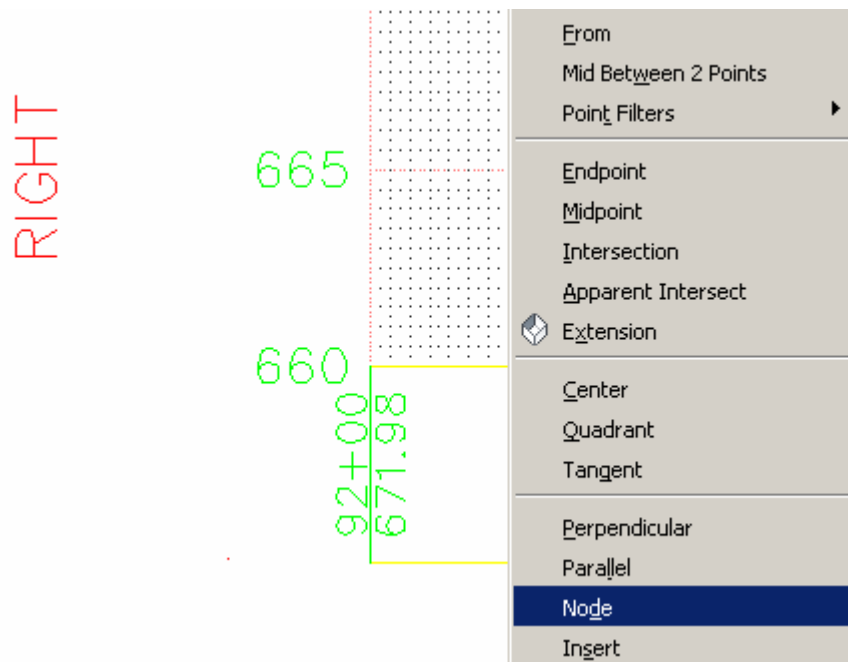 RIGHT
665
660
92+00
671.98
From
Mid Between 2 Points
Point Filters
Endpoint
Midpoint
Intersection
Apparent Intersect
Extension
Center
Quadrant
Tangent
Perpendicular
Parallel
Node
Insert